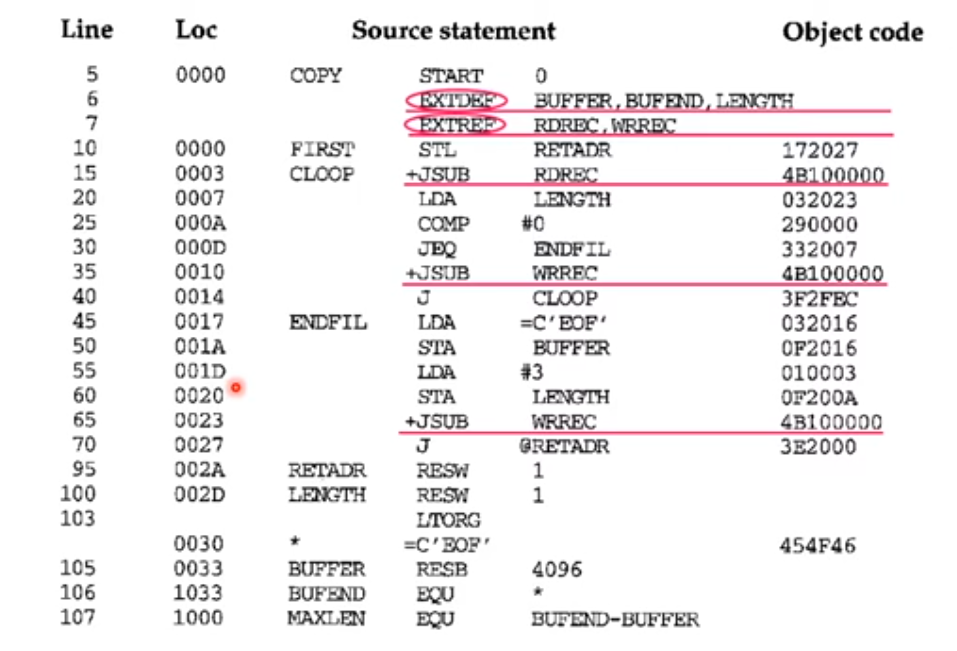 Line Loc Source statement Object code
5 0000 COPY START 0
6 EXTDEF BUFFER,BUFEND,LENGTH
7 EXTREF RDREC,WRREC
10 0000 FIRST STL RETADR 172027
15 0003 CLOOP +JSUB RDREC 4B100000
20 0007 LDA LENGTH 032023
25 000A COMP #0 290000
30 000D JEQ ENDFIL 332007
35 0010 +JSUB WRREC 4B100000
40 0014 J CLOOP 3F2FEC
45 0017 ENDFIL LDA =C'EOF' 032016
50 001A STA BUFFER 0F2016
55 001D LDA #3 010003
60 0020 STA LENGTH 0F200A
65 0023 +JSUB WRREC 4B100000
70 0027 J @RETADR 3E2000
95 002A RETADR RESW 1
100 002D LENGTH RESW 1
103 LTORG
0030 * =C'EOF' 454F46
105 0033 BUFFER RESB 4096
106 1033 BUFEND EQU *
107 1000 MAXLEN EQU BUFEND-BUFFER